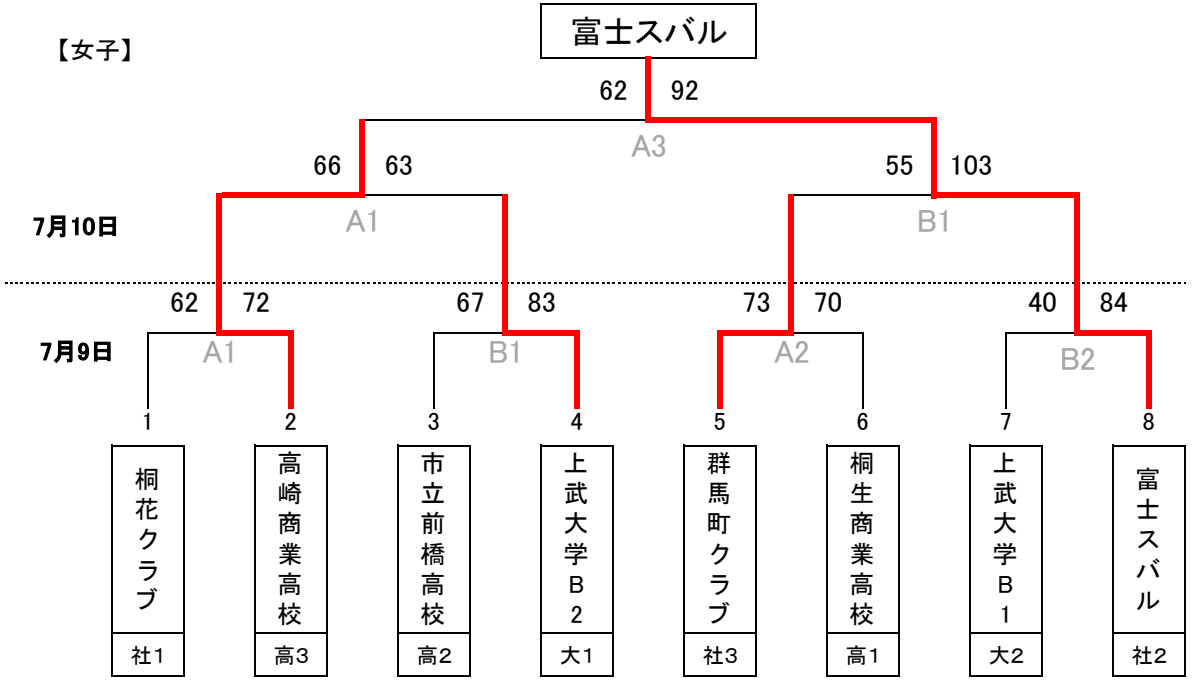 富士スバル
【女子】
62 92
A3
66 63 55 103
7月10日
A1 B1
62 72 67 83 73 70 40 84
7月9日
A1 B1 A2 B2
1 2 3 4 5 6 7 8
桐花クラブ
高崎商業高校
市立前橋高校
上武大学B2
群馬町クラブ
桐生商業高校
上武大学B1
富士スバル
社1 高3 高2 大1 社3 高1 大2 社2